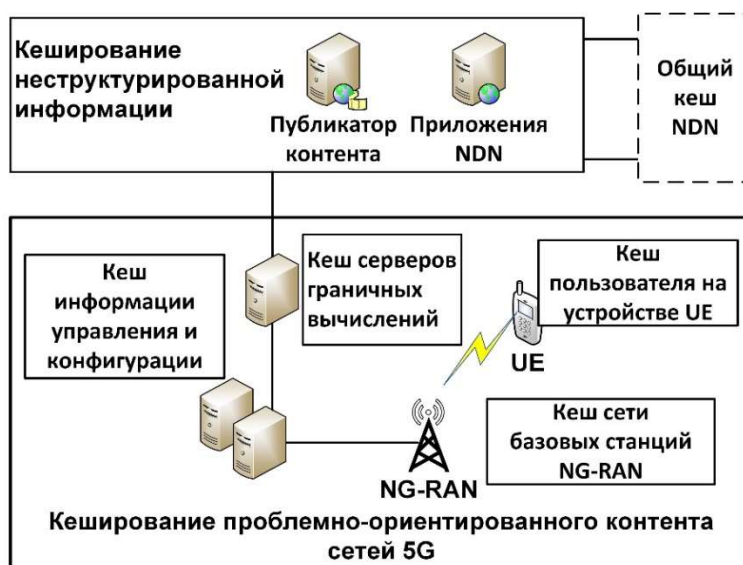 Кеширование
неструктурированной
информации
Публикатор
контента
Приложения
NDN
Общий
кеш
NDN
Кеш
информации
управления и
конфигурации
Кеш серверов
граничных
вычислений
Кеш
пользователя на
устройстве UE
UE
Кеш сети
базовых станций
NG-RAN
NG-RAN
Кеширование проблемно-ориентированного контента
сетей 5G